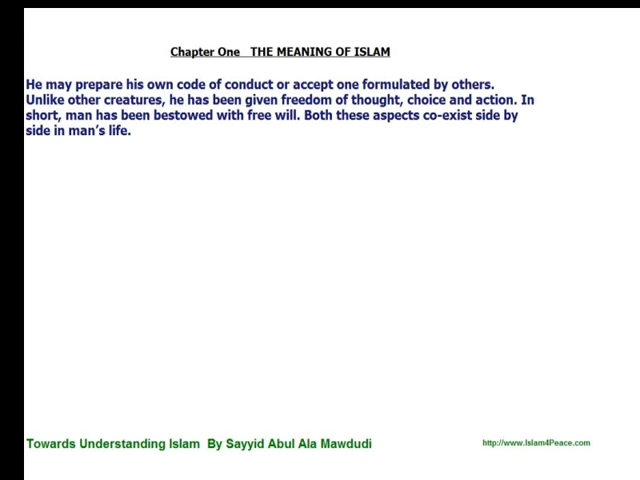 Chapter One THE MEANING OF ISLAM
He may prepare his own code of conduct or accept one formulated by others.
Unlike other creatures, he has been given freedom of thought, choice and action. In
short, man has been bestowed with free will. Both these aspects co-exist side by
side in man's life.
Towards Understanding Islam By Sayyid Abul Ala Mawdudi
http://www.Islam4Peace.com